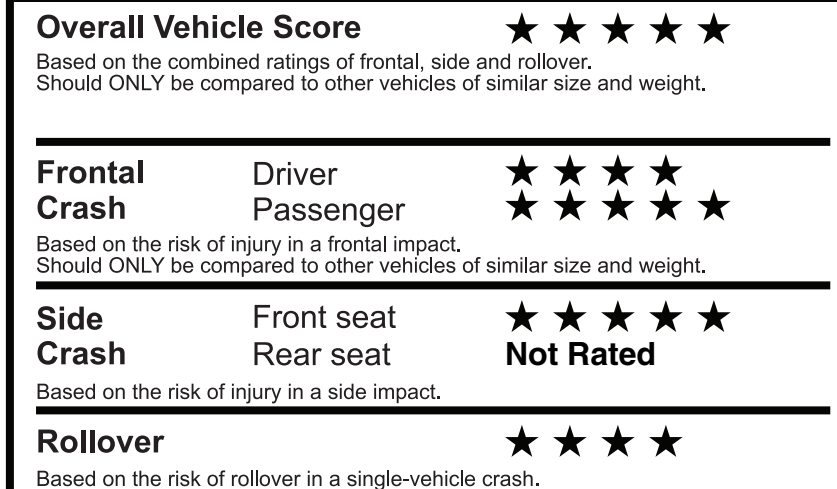 Overall Vehicle Score ★ ★ ★ ★ ★
Based on the combined ratings of frontal, side and rollover.
Should ONLY be compared to other vehicles of similar size and weight.
Frontal Driver ★ ★ ★ ★
Crash Passenger ★ ★ ★ ★ ★
Based on the risk of injury in a frontal impact.
Should ONLY be compared to other vehicles of similar size and weight.
Side Front seat ★ ★ ★ ★ ★
Crash Rear seat Not Rated
Based on the risk of injury in a side impact.
Rollover ★ ★ ★ ★
Based on the risk of rollover in a single-vehicle crash.